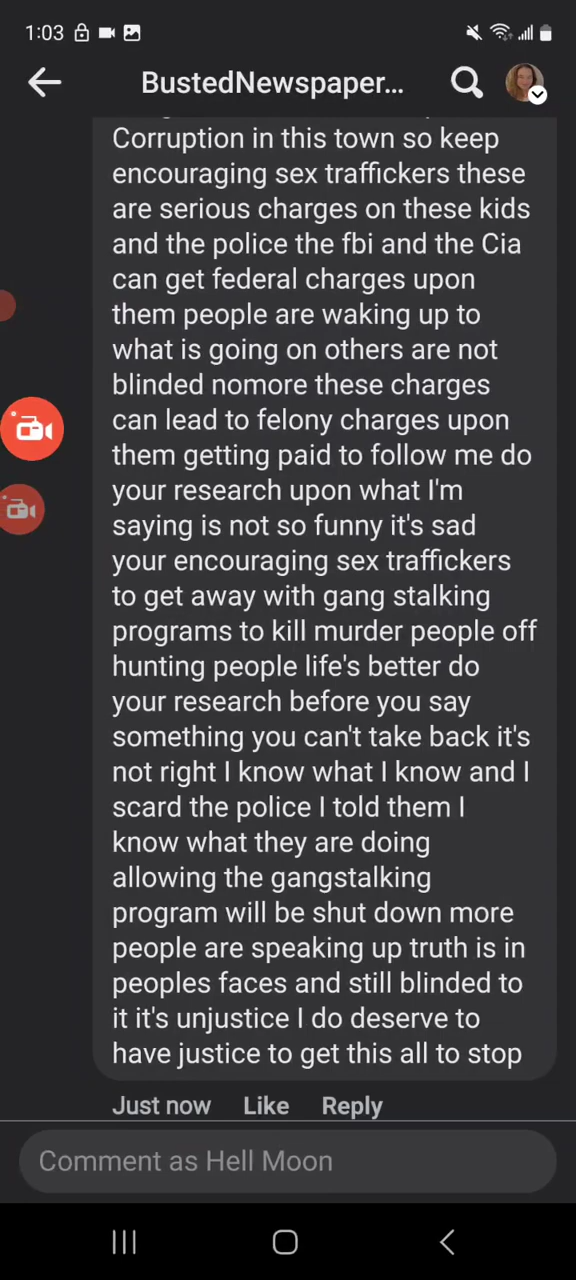 1:03
BustedNewspaper...
Corruption in this town so keep
encouraging sex traffickers these
are serious charges on these kids
and the police the fbi and the Cia
can get federal charges upon
them people are waking up to
what is going on others are not
blinded nomore these charges
can lead to felony charges upon
them getting paid to follow me do
your research upon what I'm
saying is not so funny it's sad
your encouraging sex traffickers
to get away with gang stalking
programs to kill murder people off
hunting people life's better do
your research before you say
something you can't take back it's
not right I know what I know and I
scard the police I told them I
know what they are doing
allowing the gangstalking
program will be shut down more
people are speaking up truth is in
peoples faces and still blinded to
it it's unjustice I do deserve to
have justice to get this all to stop
Just now Like Reply
Comment as Hell Moon